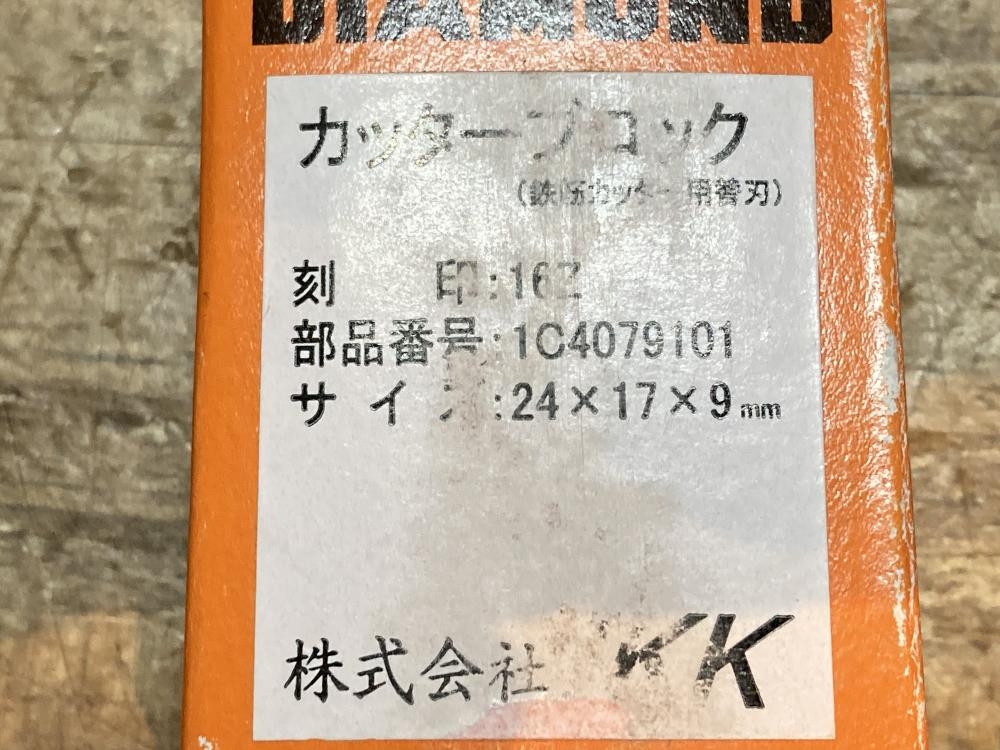 DIAMOND
カッターブロック
(鉄筋カッター用替刃)
刻印:16
部品番号:1C4079101
サイズ:24×17×9mm
株式会社